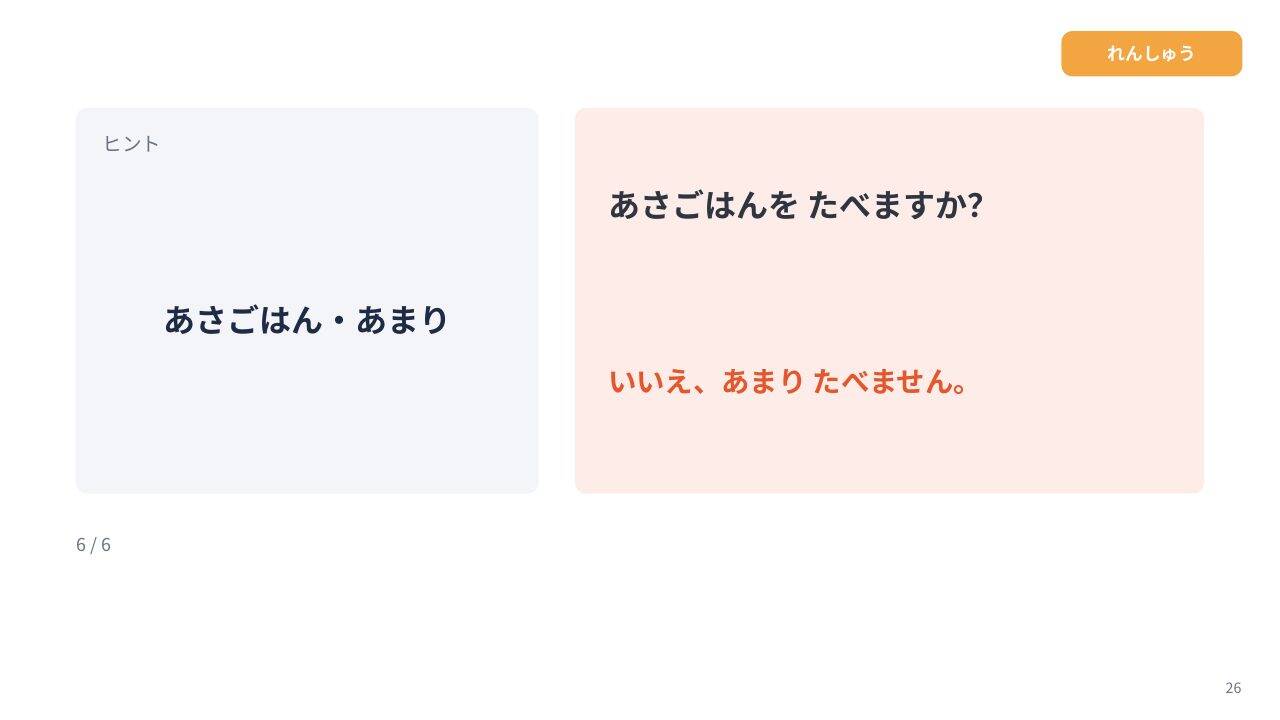 れんしゅう
ヒント
あさごはん・あまり
あさごはんを たべますか?
いいえ、あまり たべません。
6 / 6
26